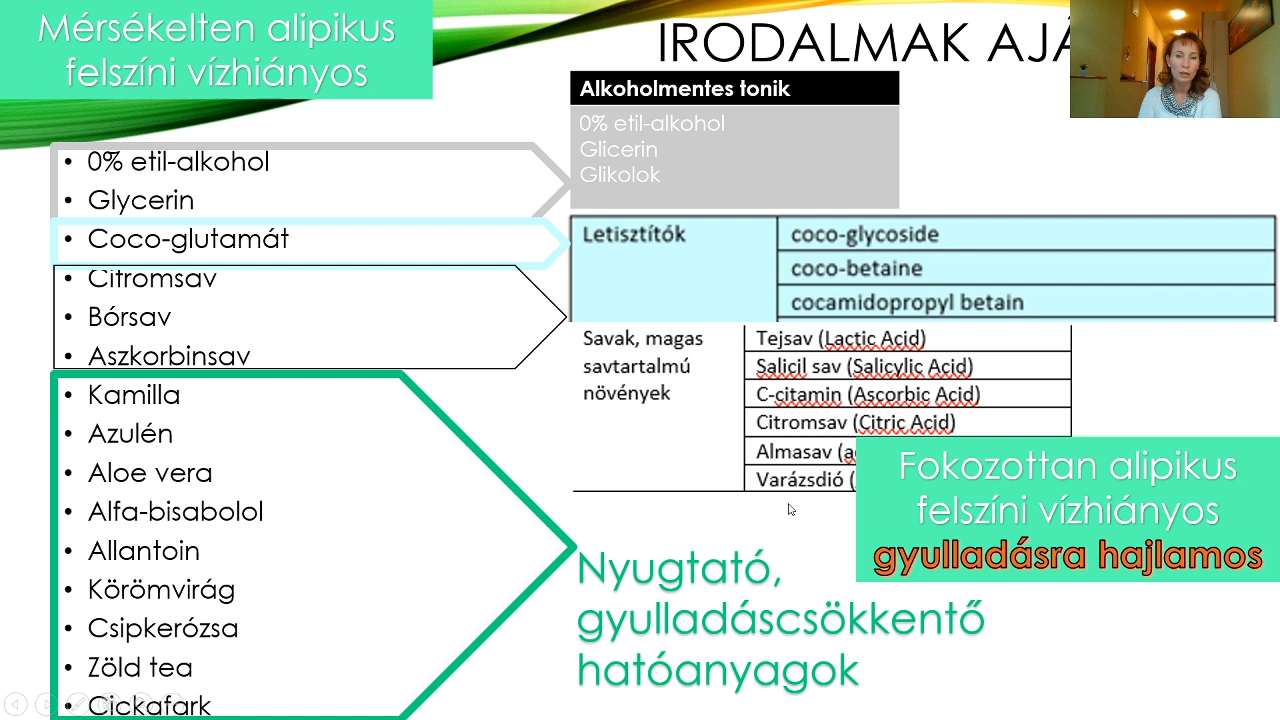 Mérsékelten alipikus
felszíni vízhiányos
IRODALMAK AJÁ
Alkoholmentes tonik
0% etil-alkohol
Glicerin
Glikolok
0% etil-alkohol
Glycerin
Coco-glutamát
Citromsav
Bórsav
Aszkorbinsav
Kamilla
Azulén
Aloe vera
Alfa-bisabolol
Allantoin
Körömvirág
Csipkerózsa
Zöld tea
Cickafark
Letisztítók
coco-glycoside
coco-betaine
cocamidopropyl betain
Savak, magas
savtartalmú
növények
Tejsav (Lactic Acid)
Salicil sav (Salicylic Acid)
C-citamin (Ascorbic Acid)
Citromsav (Citric Acid)
Almasav (a
Varázsdió (
Fokozottan alipikus
felszíni vízhiányos
gyulladásra hajlamos
Nyugtató,
gyulladáscsökkentő
hatóanyagok